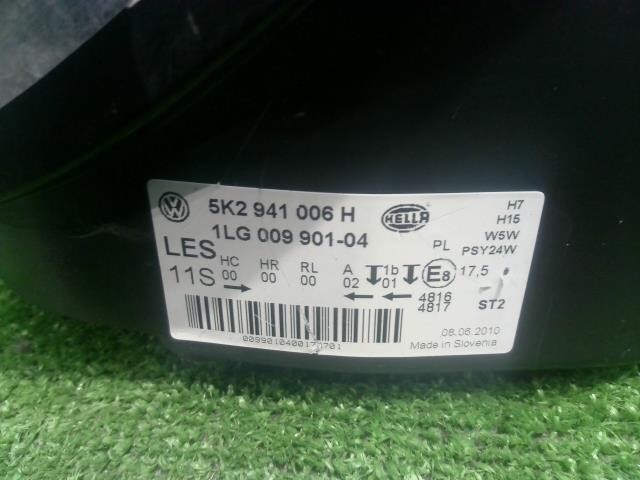 5K2 941 006 H
1LG 009 901-04
HELLA
LES
11S
HC HR RL A 1b
00 00 00 02 01
E8
PL
H7
H15
W5W
PSY24W
17,5
4816
4817
ST2
08.06.2010
Made in Slovenia